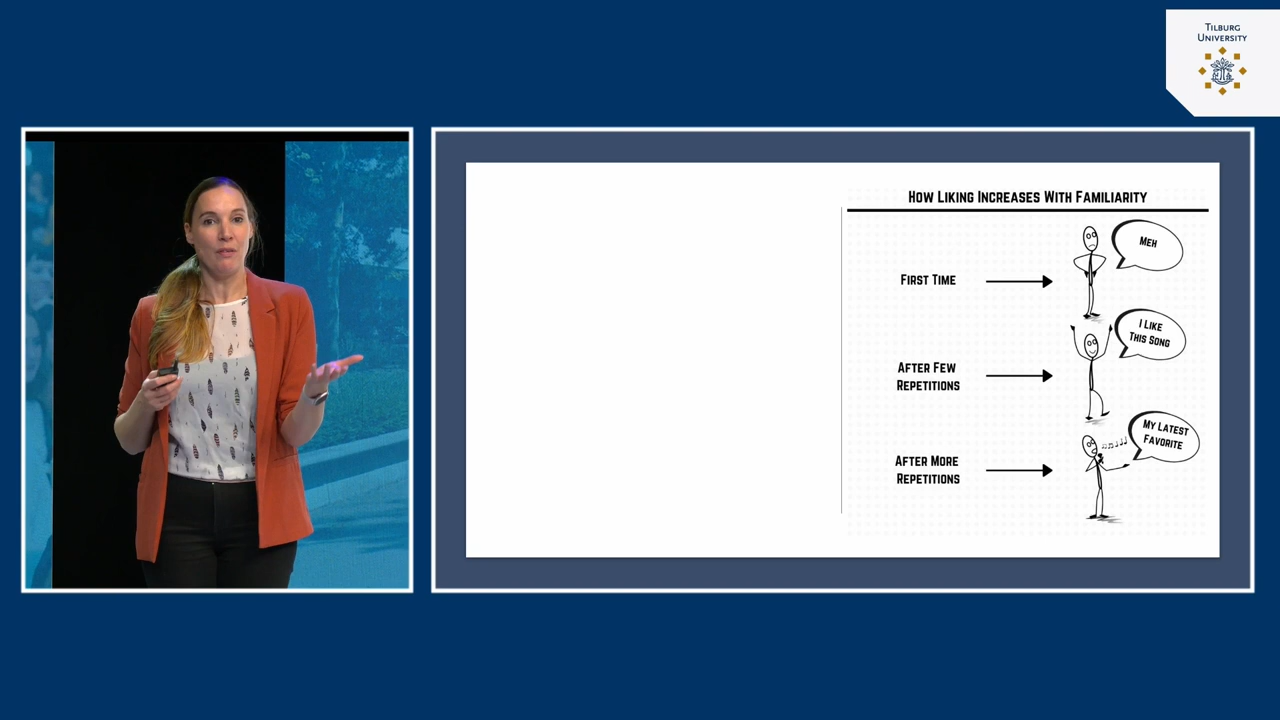 TILBURG
UNIVERSITY
HOW LIKING INCREASES WITH FAMILIARITY
MEH
FIRST TIME
I LIKE
THIS SONG
AFTER FEW
REPETITIONS
MY LATEST
FAVORITE
AFTER MORE
REPETITIONS